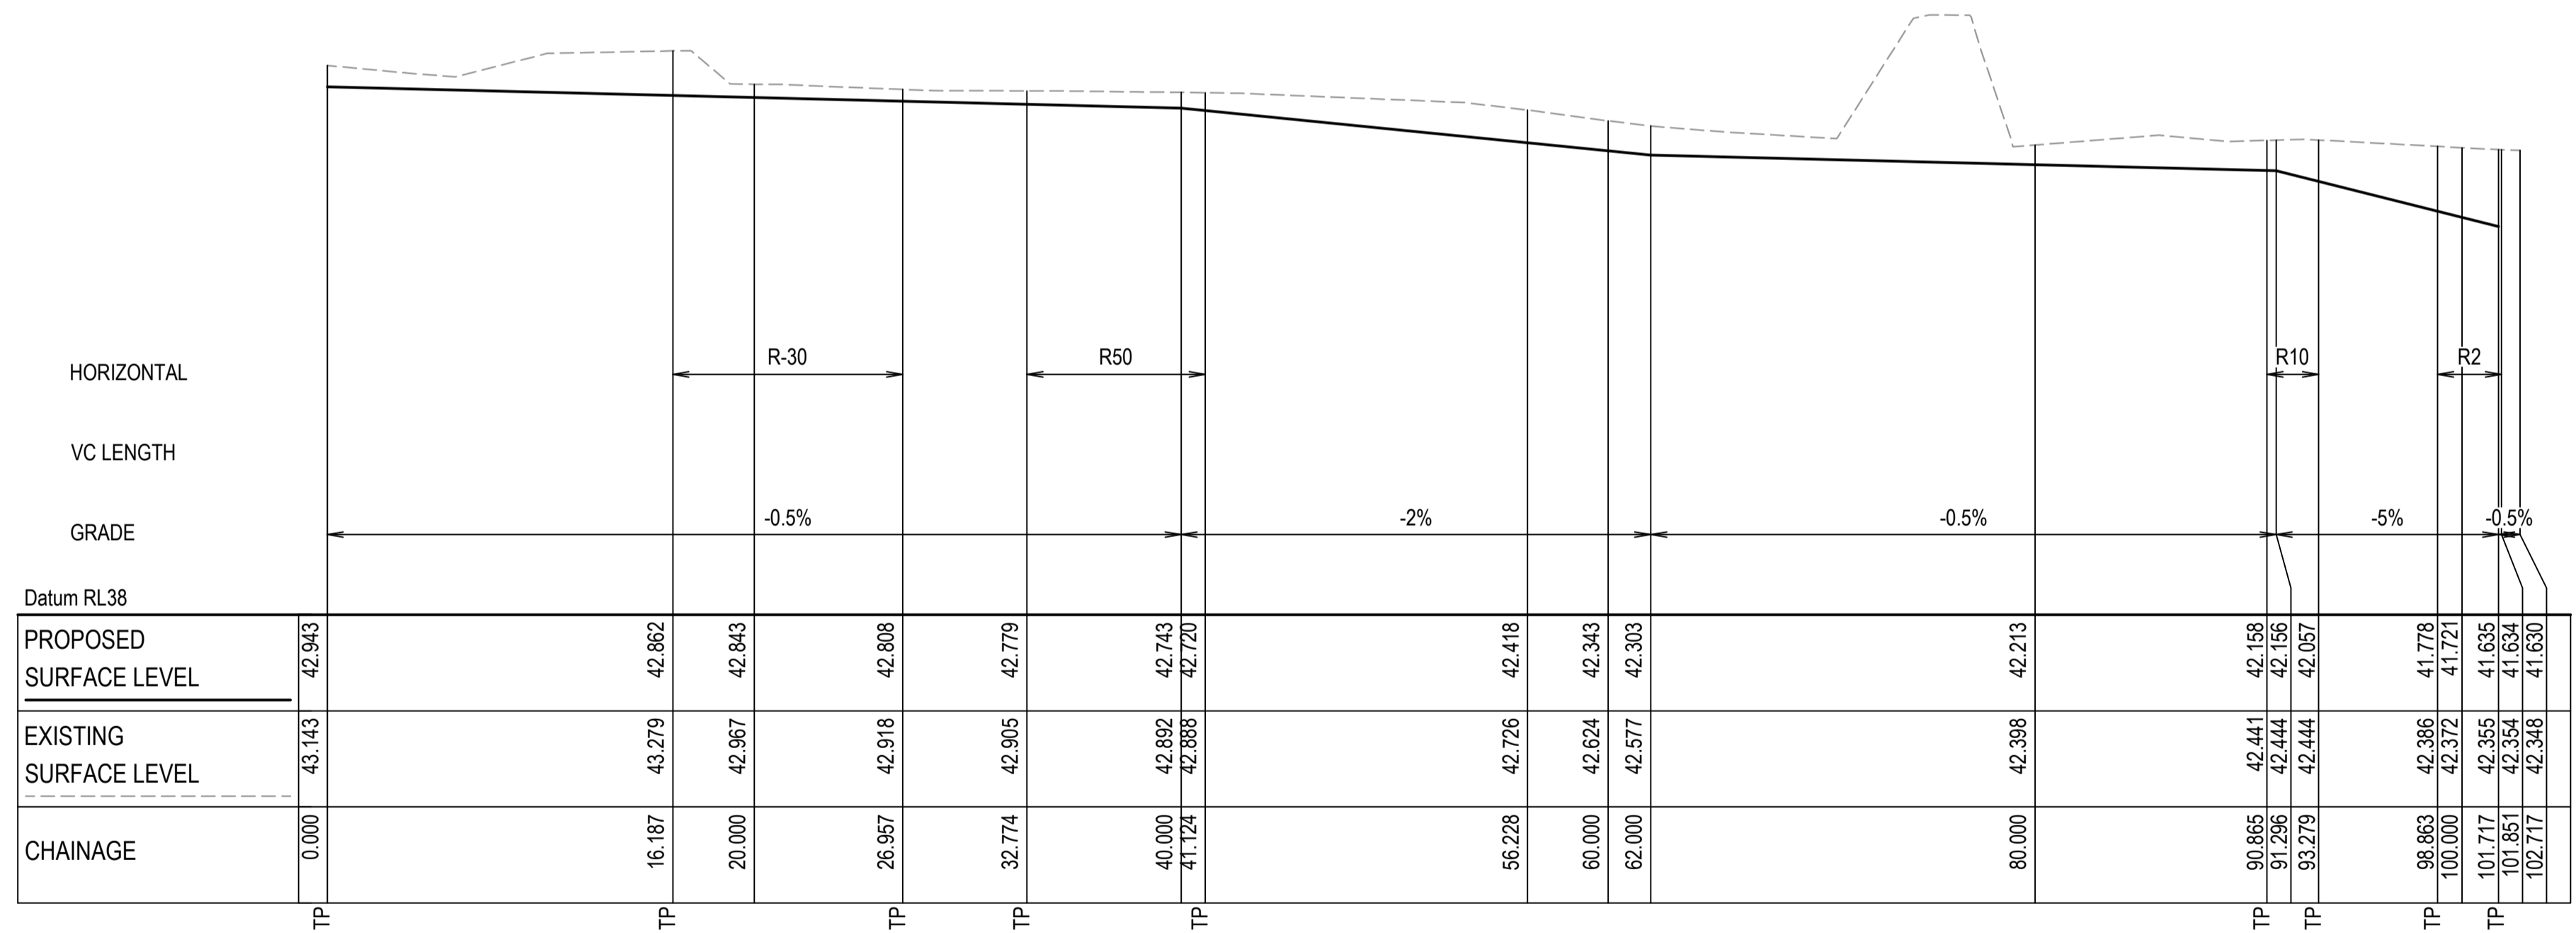 R-30
R50
R10
R2
HORIZONTAL
VC LENGTH
-0.5%
-2%
-0.5%
-5%
-0.5%
GRADE
Datum RL38
PROPOSED
SURFACE LEVEL
42.943
42.862
42.843
42.808
42.779
42.743
42.720
42.418
42.343
42.303
42.213
42.158
42.156
42.057
41.778
41.721
41.635
41.634
41.630
EXISTING
SURFACE LEVEL
43.143
43.279
42.967
42.918
42.905
42.892
42.888
42.726
42.624
42.577
42.398
42.441
42.444
42.444
42.386
42.372
42.355
42.354
42.348
CHAINAGE
0.000
16.187
20.000
26.957
32.774
40.000
41.124
56.228
60.000
62.000
80.000
90.865
91.296
93.279
98.863
100.000
101.717
101.851
102.717
TP
TP
TP
TP
TP
TP
TP
TP
TP